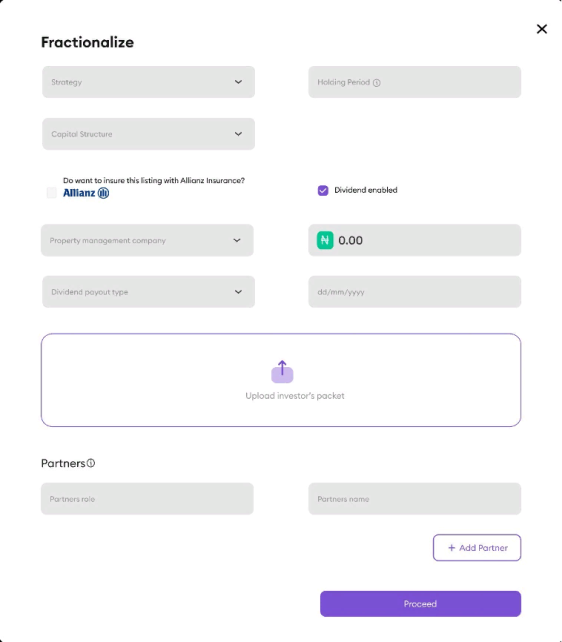 Fractionalize
Strategy
Holding Period
Capital Structure
Do want to insure this listing with Allianz Insurance?
Allianz
Dividend enabled
Property management company
₦ 0.00
Dividend payout type
dd/mm/yyyy
Upload investor's packet
Partners
Partners role
Partners name
+ Add Partner
Proceed